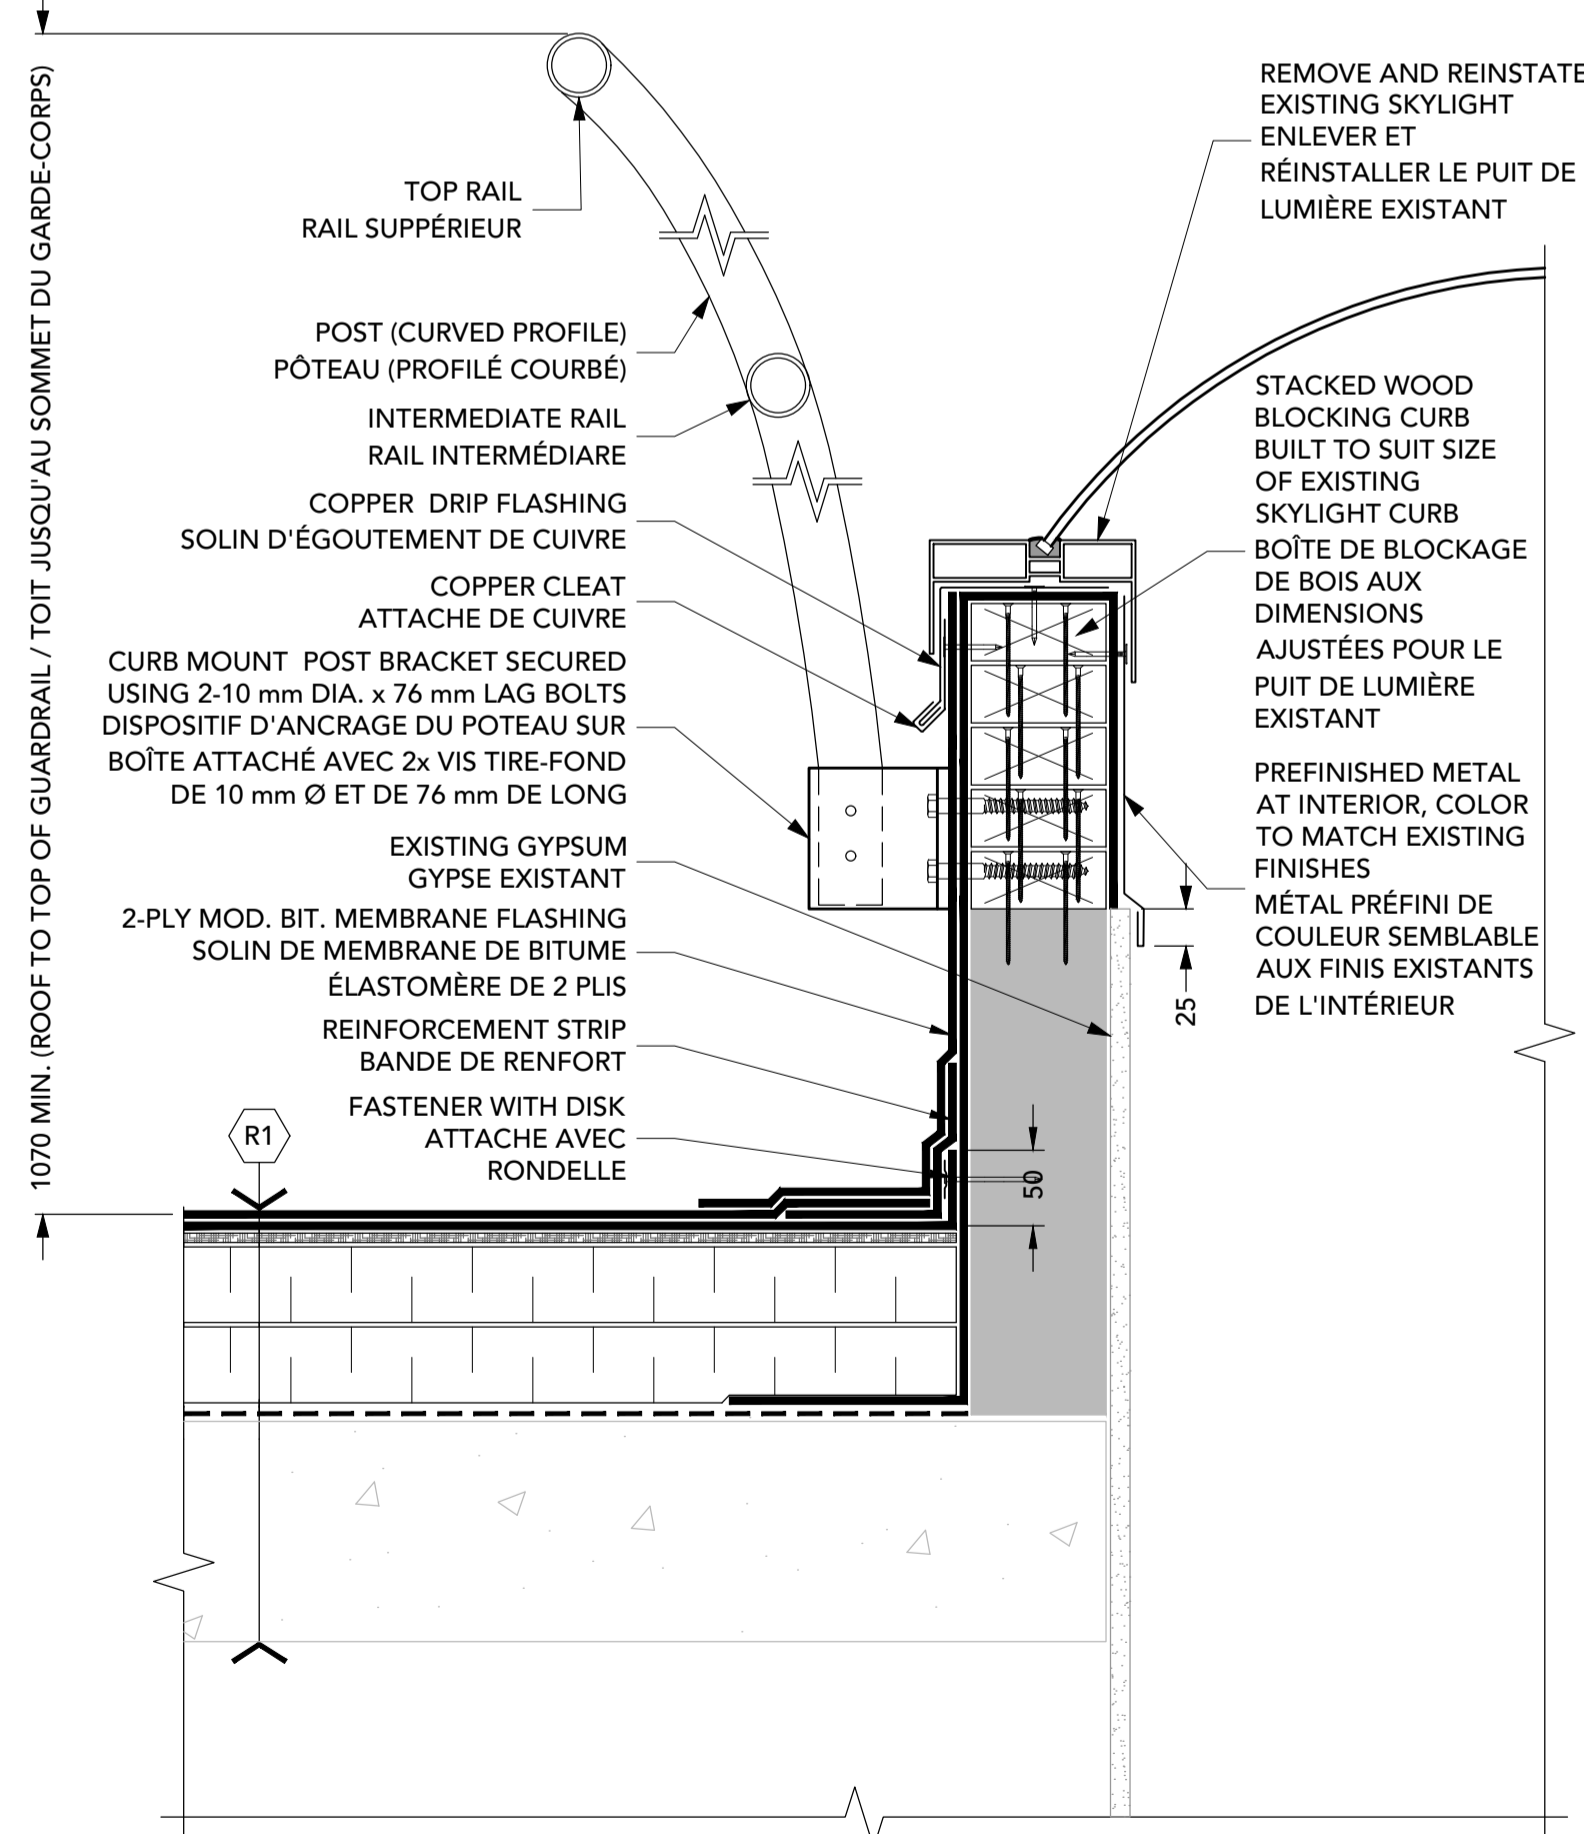 1070 MIN. (ROOF TO TOP OF GUARDRAIL / TOIT JUSQU'AU SOMMET DU GARDE-CORPS)
TOP RAIL
RAIL SUPPÉRIEUR
POST (CURVED PROFILE)
PÔTEAU (PROFILÉ COURBÉ)
INTERMEDIATE RAIL
RAIL INTERMÉDIARE
COPPER DRIP FLASHING
SOLIN D'ÉGOUTEMENT DE CUIVRE
COPPER CLEAT
ATTACHE DE CUIVRE
CURB MOUNT POST BRACKET SECURED
USING 2-10 mm DIA. x 76 mm LAG BOLTS
DISPOSITIF D'ANCRAGE DU POTEAU SUR
BOÎTE ATTACHÉ AVEC 2x VIS TIRE-FOND
DE 10 mm Ø ET DE 76 mm DE LONG
EXISTING GYPSUM
GYPSE EXISTANT
2-PLY MOD. BIT. MEMBRANE FLASHING
SOLIN DE MEMBRANE DE BITUME
ÉLASTOMÈRE DE 2 PLIS
REINFORCEMENT STRIP
BANDE DE RENFORT
FASTENER WITH DISK
ATTACHE AVEC
RONDELLE
R1
50
25
REMOVE AND REINSTATE
EXISTING SKYLIGHT
ENLEVER ET
RÉINSTALLER LE PUIT DE
LUMIÈRE EXISTANT
STACKED WOOD
BLOCKING CURB
BUILT TO SUIT SIZE
OF EXISTING
SKYLIGHT CURB
BOÎTE DE BLOCKAGE
DE BOIS AUX
DIMENSIONS
AJUSTÉES POUR LE
PUIT DE LUMIÈRE
EXISTANT
PREFINISHED METAL
AT INTERIOR, COLOR
TO MATCH EXISTING
FINISHES
MÉTAL PRÉFINI DE
COULEUR SEMBLABLE
AUX FINIS EXISTANTS
DE L'INTÉRIEUR